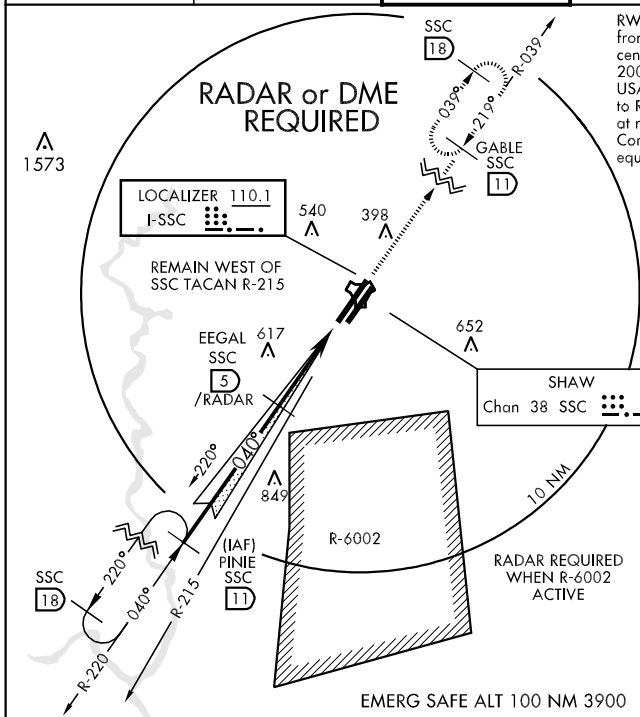 RW
from
cen
200
USA
to R
at r
Con
equ
SSC
18
R-039
039°
219°
RADAR or DME
REQUIRED
GABLE
SSC
11
1573
LOCALIZER 110.1
I-SSC
540
398
REMAIN WEST OF
SSC TACAN R-215
EEGAL
SSC
5
/RADAR
617
652
SHAW
Chan 38 SSC
220°
040°
849
10 NM
R-6002
(IAF)
PINIE
SSC
11
RADAR REQUIRED
WHEN R-6002
ACTIVE
SSC
18
220°
040°
R-215
R-220
EMERG SAFE ALT 100 NM 3900